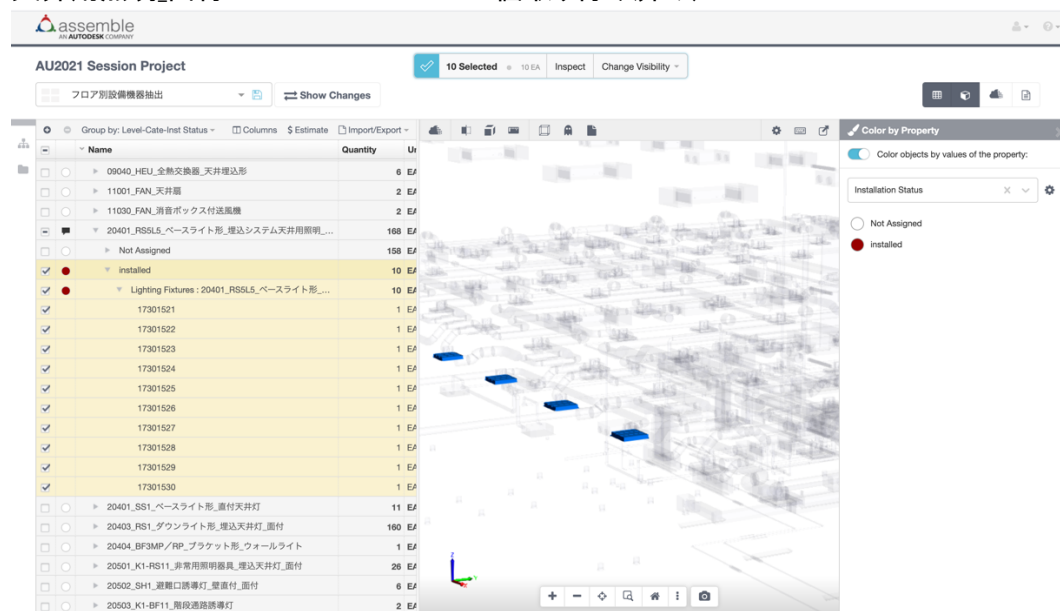 assemble
AN AUTODESK COMPANY
AU2021 Session Project
10 Selected 10 EA Inspect Change Visibility
フロア別設備機器抽出
Show Changes
Group by: Level-Cate-Inst Status Columns $ Estimate Import/Export
Name Quantity
09040_HEU_全熱交換器_天井埋込形 6 EA
11001_FAN_天井扇 2 EA
11030_FAN_消音ボックス付送風機 2 EA
20401_RS5L5_ベースライト形_埋込システム天井用照明_... 168 EA
Not Assigned 158 EA
installed 10 EA
Lighting Fixtures : 20401_RS5L5_ベースライト形_... 10 EA
17301521 1 EA
17301522 1 EA
17301523 1 EA
17301524 1 EA
17301525 1 EA
17301526 1 EA
17301527 1 EA
17301528 1 EA
17301529 1 EA
17301530 1 EA
20401_SS1_ベースライト形_直付天井灯 11 EA
20403_RS1_ダウンライト形_埋込天井灯_面付 160 EA
20404_BF3MP／RP_ブラケット形_ウォールライト 1 EA
20501_K1-RS11_非常用照明器具_埋込天井灯_面付 26 EA
20502_SH1_避難口誘導灯_壁直付_面付 6 EA
20503_K1-BF11_階段通路誘導灯 2 EA
Color by Property
Color objects by values of the property:
Installation Status
Not Assigned
installed